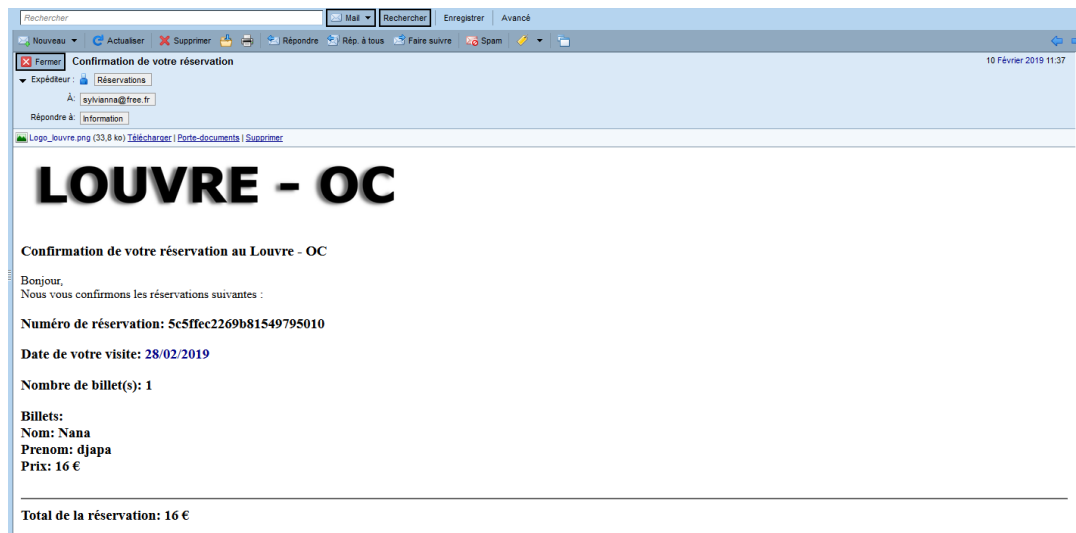 Rechercher Mail Rechercher Enregistrer Avancé
Nouveau Actualiser Supprimer Répondre Rép. à tous Faire suivre Spam
Fermer Confirmation de votre réservation 10 Février 2019 11:37
Expéditeur : Réservations
À: sylvianna@free.fr
Répondre à: Information
Logo_louvre.png (33,8 ko) Télécharger | Porte-documents | Supprimer
LOUVRE - OC
Confirmation de votre réservation au Louvre - OC
Bonjour,
Nous vous confirmons les réservations suivantes :
Numéro de réservation: 5c5ffec2269b81549795010
Date de votre visite: 28/02/2019
Nombre de billet(s): 1
Billets:
Nom: Nana
Prenom: djapa
Prix: 16 €
Total de la réservation: 16 €